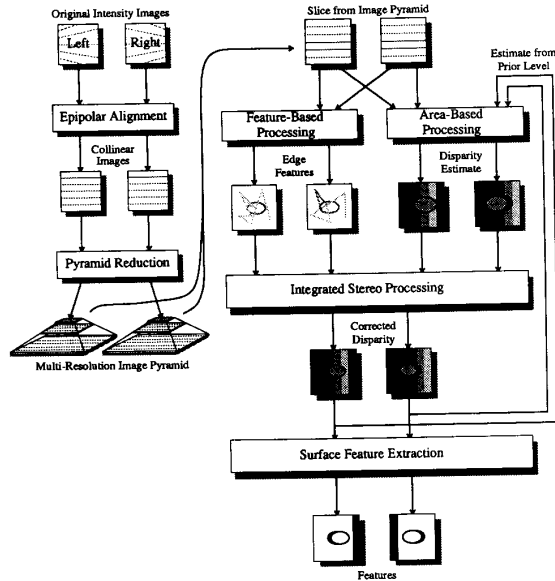 Original Intensity Images
Left
Right
Epipolar Alignment
Collinear
Images
Pyramid Reduction
Multi-Resolution Image Pyramid
Slice from Image Pyramid
Estimate from
Prior Level
Feature-Based
Processing
Area-Based
Processing
Edge
Features
Disparity
Estimate
Integrated Stereo Processing
Corrected
Disparity
Surface Feature Extraction
Features